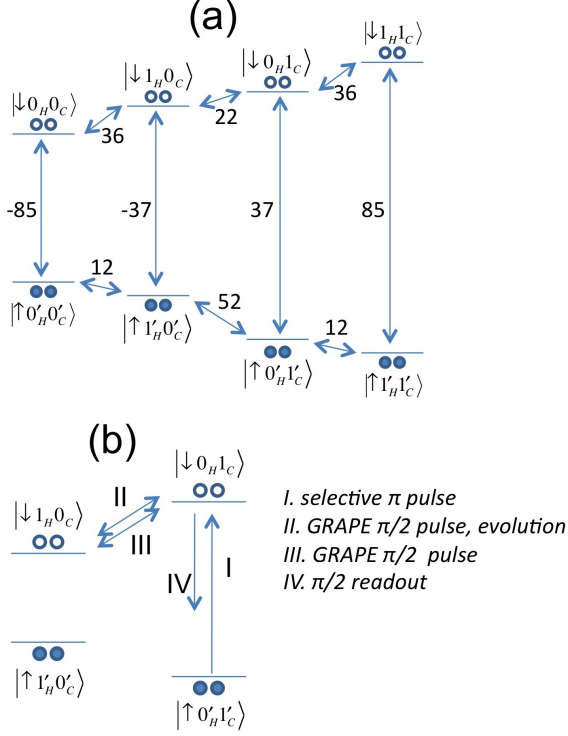 (a)
|↓1_H1_C⟩
|↓0_H1_C⟩
|↓1_H0_C⟩
|↓0_H0_C⟩
36
22
36
-85
-37
37
85
12
52
12
|↑0′_H0′_C⟩
|↑1′_H0′_C⟩
|↑0′_H1′_C⟩
|↑1′_H1′_C⟩
(b)
|↓0_H1_C⟩
|↓1_H0_C⟩
II
III
IV
I
|↑1′_H0′_C⟩
|↑0′_H1′_C⟩
I. selective π pulse
II. GRAPE π/2 pulse, evolution
III. GRAPE π/2 pulse
IV. π/2 readout